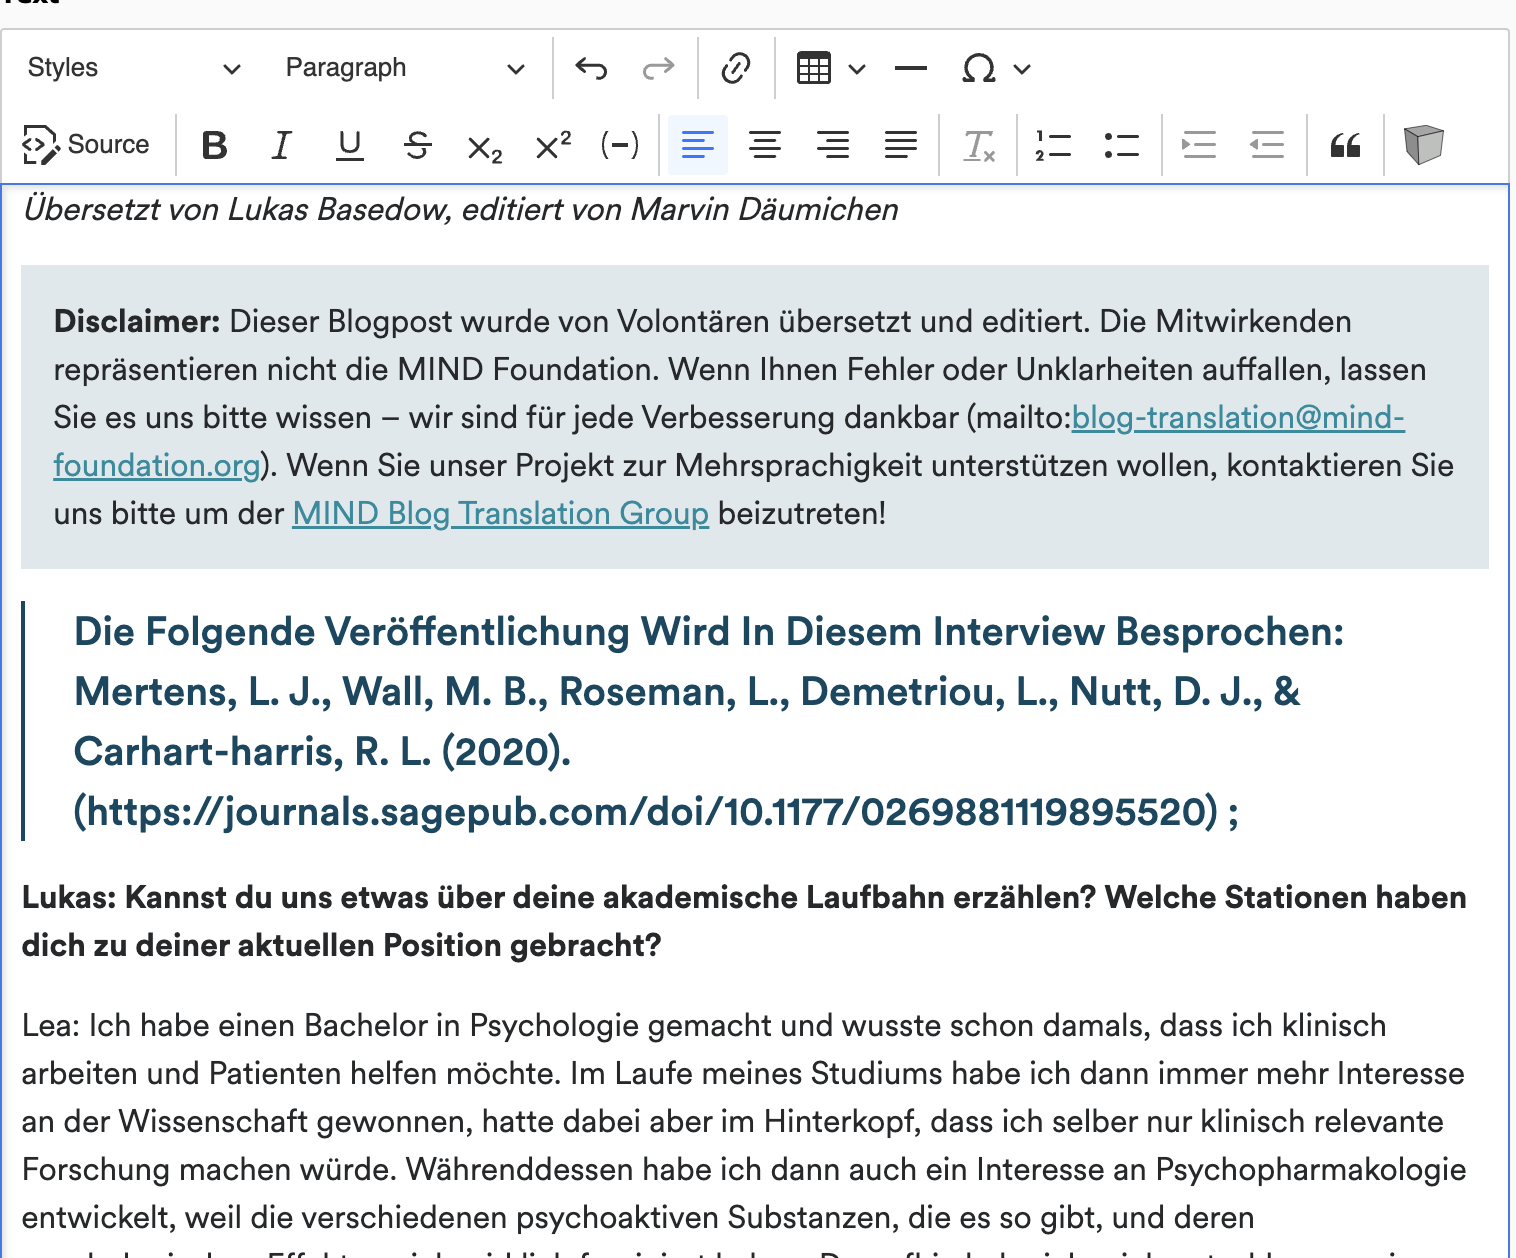 Styles Paragraph Ω
Source B I U S x₂ x² (−)
Übersetzt von Lukas Basedow, editiert von Marvin Däumichen
Disclaimer: Dieser Blogpost wurde von Volontären übersetzt und editiert. Die Mitwirkenden
repräsentieren nicht die MIND Foundation. Wenn Ihnen Fehler oder Unklarheiten auffallen, lassen
Sie es uns bitte wissen – wir sind für jede Verbesserung dankbar (mailto:blog-translation@mind-
foundation.org). Wenn Sie unser Projekt zur Mehrsprachigkeit unterstützen wollen, kontaktieren Sie
uns bitte um der MIND Blog Translation Group beizutreten!
Die Folgende Veröffentlichung Wird In Diesem Interview Besprochen:
Mertens, L. J., Wall, M. B., Roseman, L., Demetriou, L., Nutt, D. J., &
Carhart-harris, R. L. (2020).
(https://journals.sagepub.com/doi/10.1177/0269881119895520) ;
Lukas: Kannst du uns etwas über deine akademische Laufbahn erzählen? Welche Stationen haben
dich zu deiner aktuellen Position gebracht?
Lea: Ich habe einen Bachelor in Psychologie gemacht und wusste schon damals, dass ich klinisch
arbeiten und Patienten helfen möchte. Im Laufe meines Studiums habe ich dann immer mehr Interesse
an der Wissenschaft gewonnen, hatte dabei aber im Hinterkopf, dass ich selber nur klinisch relevante
Forschung machen würde. Währenddessen habe ich dann auch ein Interesse an Psychopharmakologie
entwickelt, weil die verschiedenen psychoaktiven Substanzen, die es so gibt, und deren